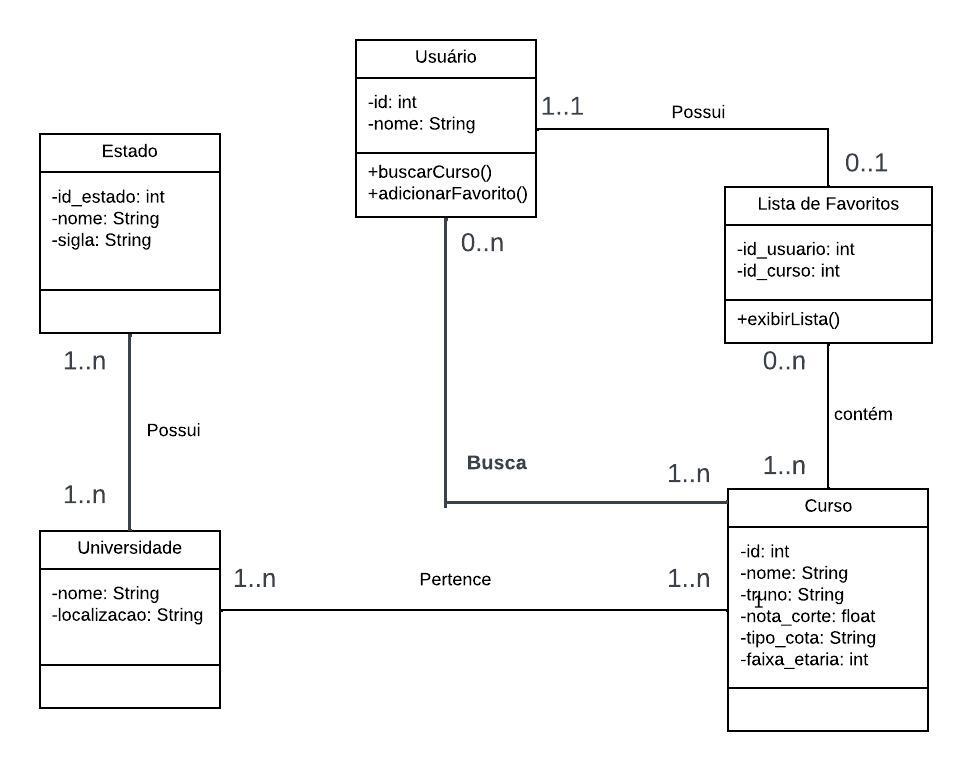 Usuário
-id: int
-nome: String
+buscarCurso()
+adicionarFavorito()
1..1
Possui
0..1
Estado
-id_estado: int
-nome: String
-sigla: String
Lista de Favoritos
-id_usuario: int
-id_curso: int
+exibirLista()
0..n
1..n
0..n
contém
Possui
Busca
1..n
1..n
1..n
Curso
-id: int
-nome: String
-truno: String
1
-nota_corte: float
-tipo_cota: String
-faixa_etaria: int
Universidade
-nome: String
-localizacao: String
1..n
Pertence
1..n